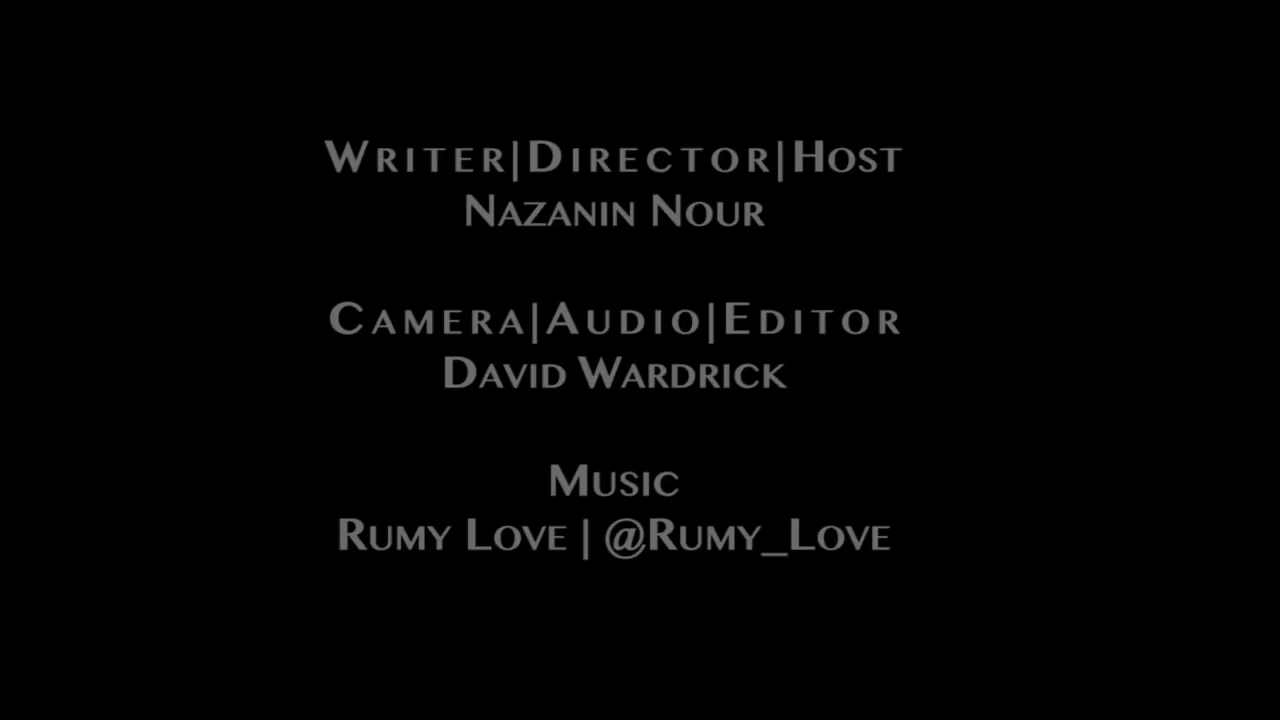 Writer|Director|Host
Nazanin Nour
Camera|Audio|Editor
David Wardrick
Music
Rumy Love | @Rumy_Love